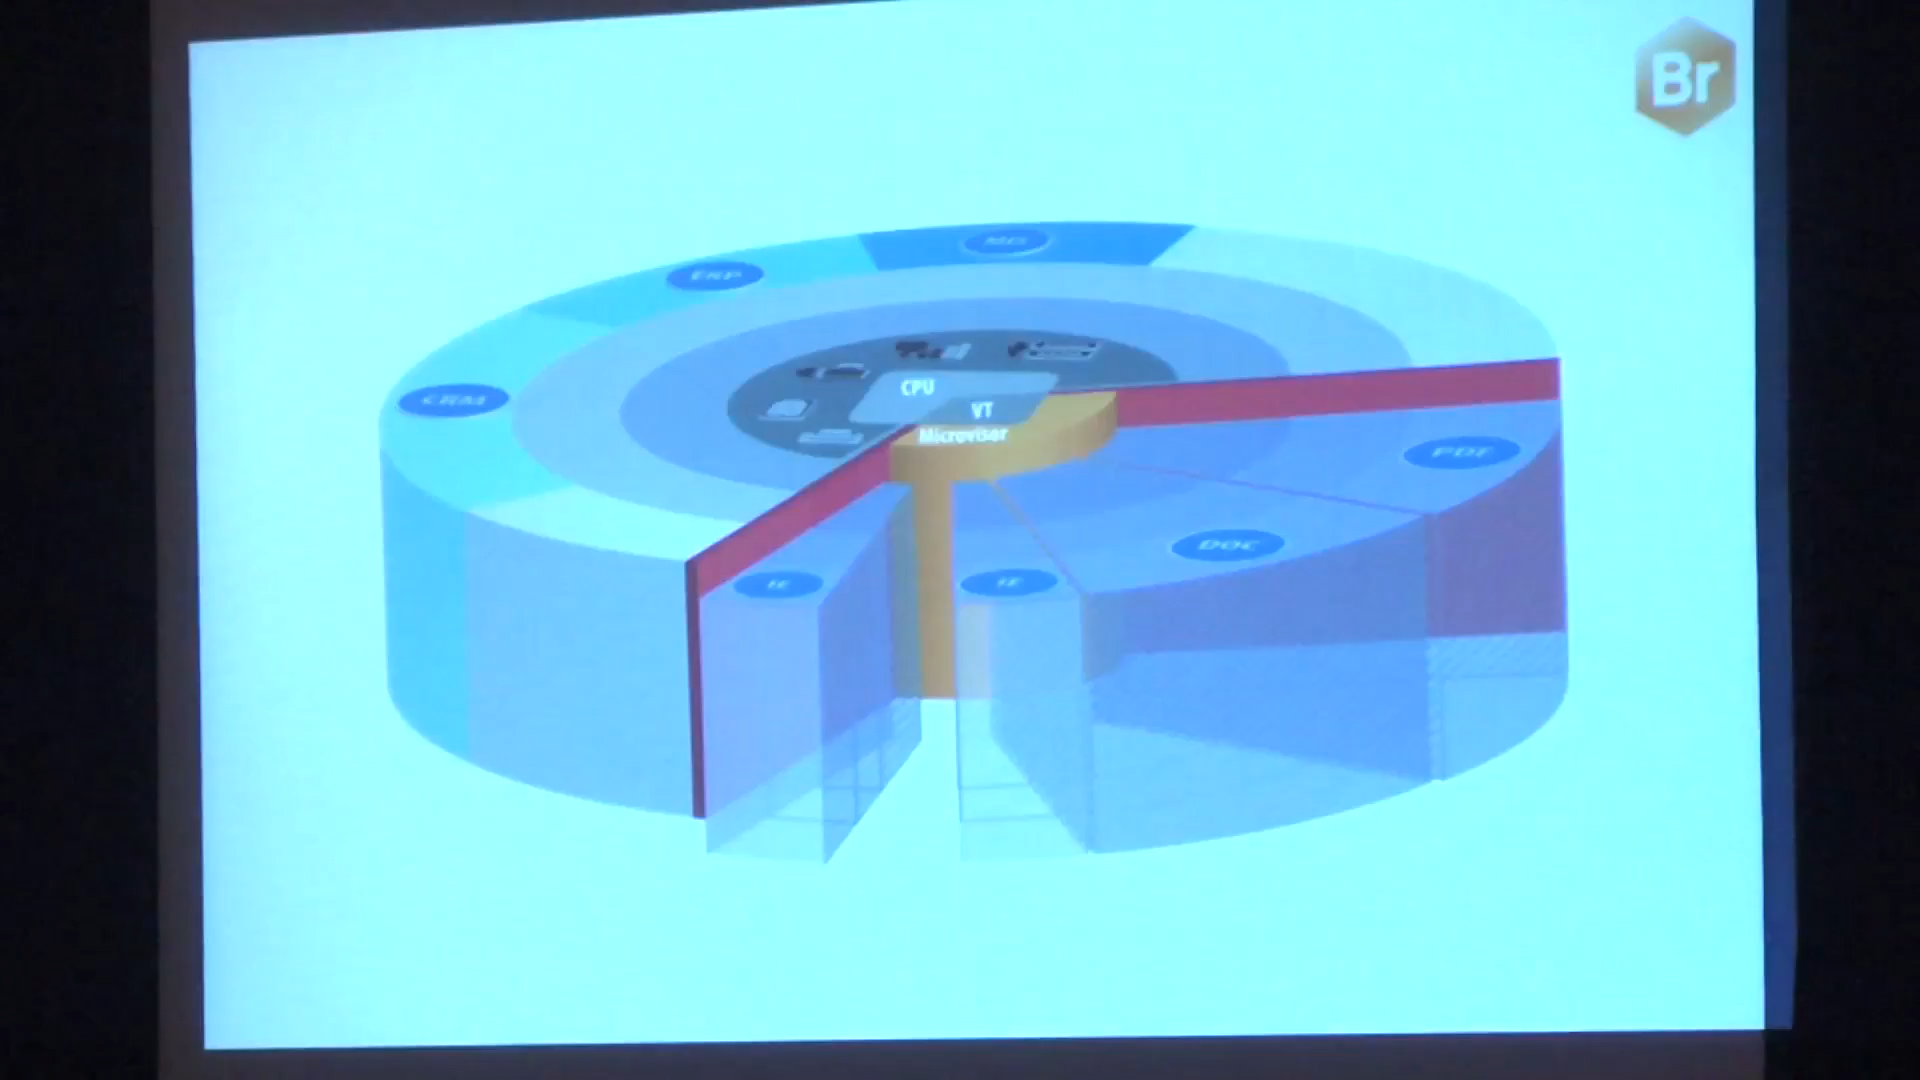 Br
ERP
CRM
CPU
VT
Microvisor
PDF
DOC
IE
IE